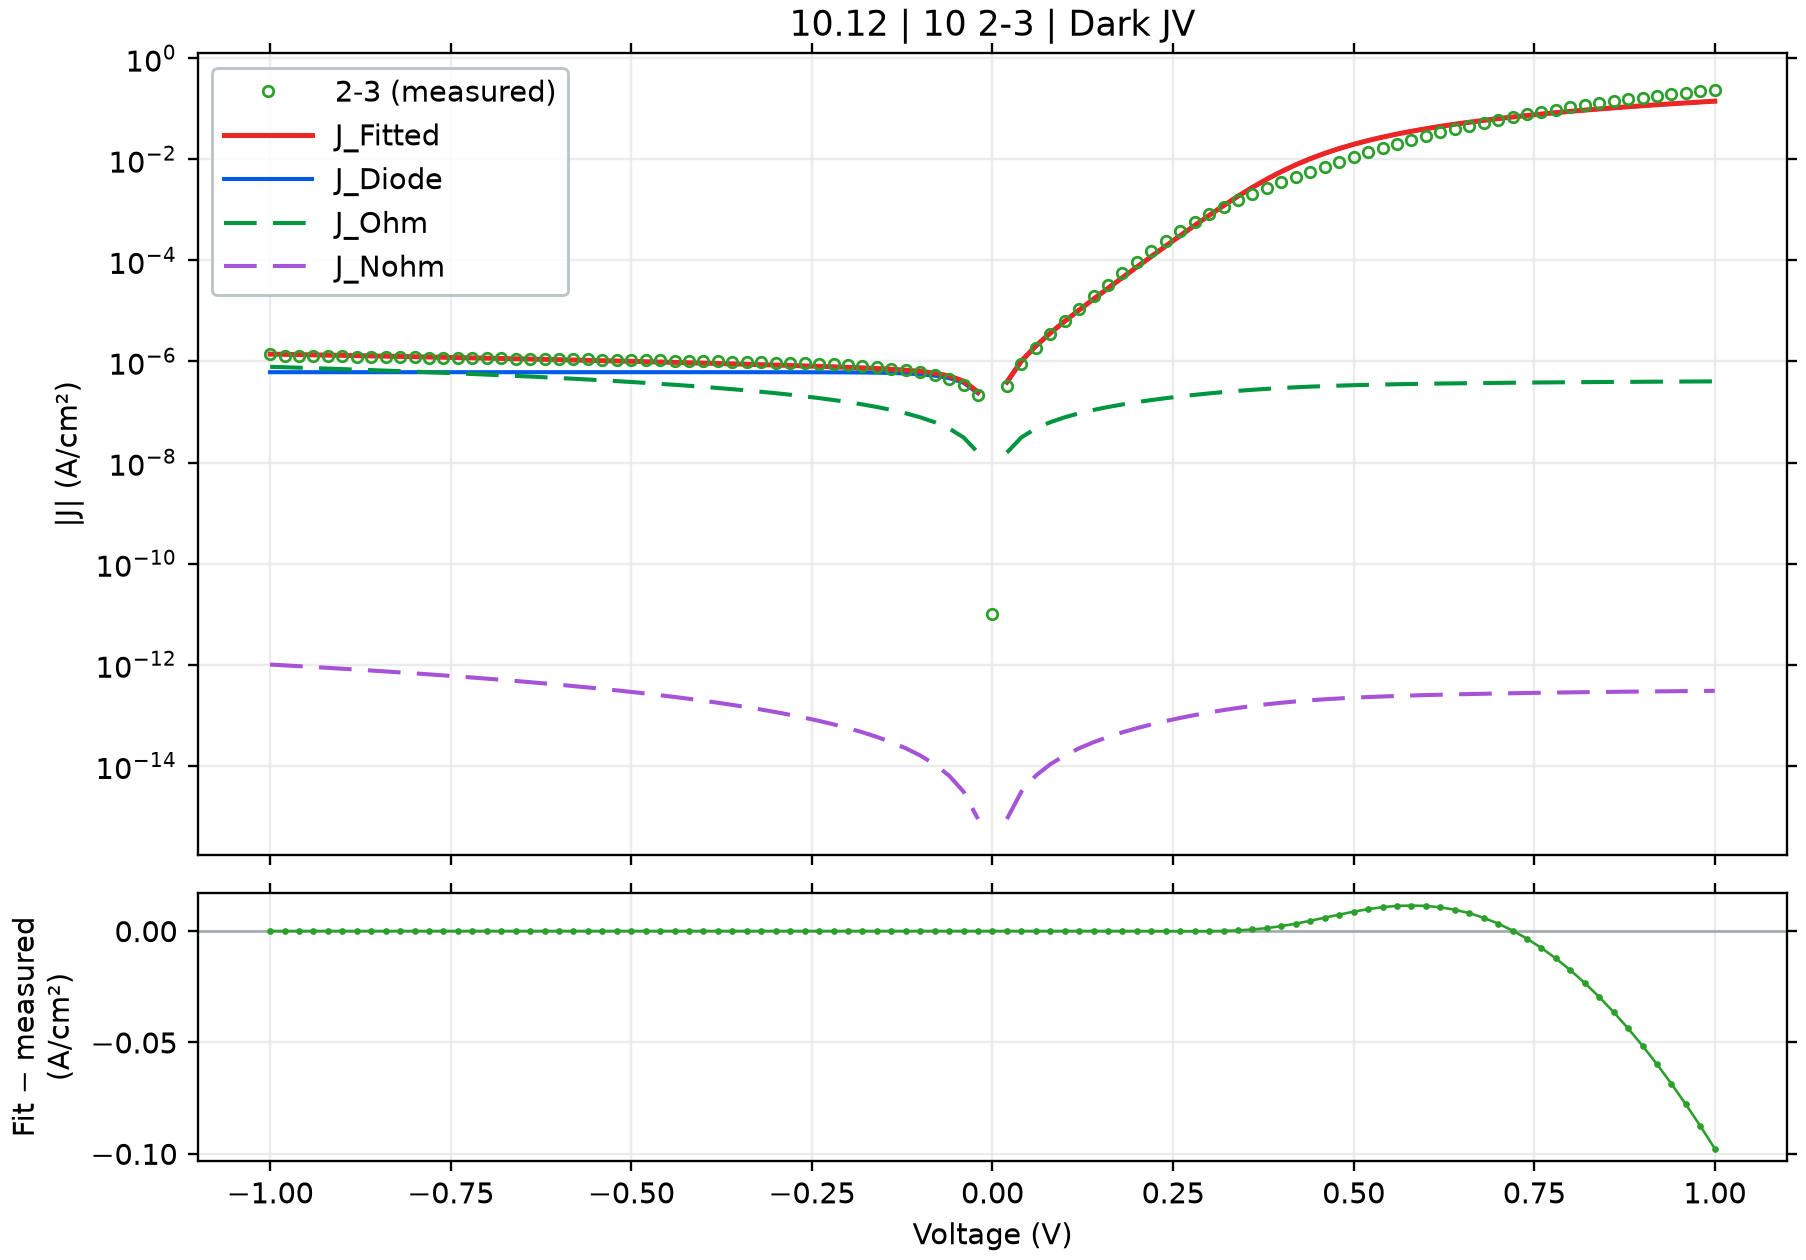 10.12 | 10 2-3 | Dark JV
2-3 (measured)
J_Fitted
J_Diode
J_Ohm
J_Nohm
|J| (A/cm²)
10⁰
10⁻²
10⁻⁴
10⁻⁶
10⁻⁸
10⁻¹⁰
10⁻¹²
10⁻¹⁴
Fit − measured
(A/cm²)
0.00
−0.05
−0.10
−1.00 −0.75 −0.50 −0.25 0.00 0.25 0.50 0.75 1.00
Voltage (V)